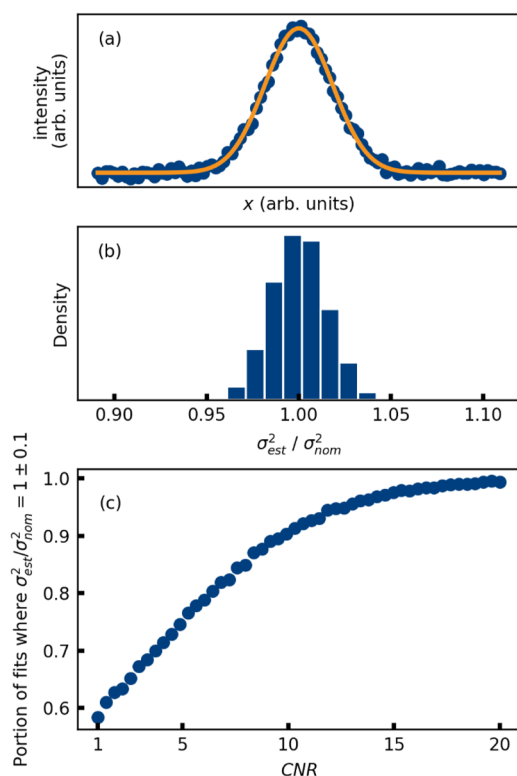 (a)
intensity
(arb. units)
x (arb. units)
(b)
Density
0.90 0.95 1.00 1.05 1.10
σ²est / σ²nom
(c)
Portion of fits where σ²est/σ²nom = 1 ± 0.1
1.0
0.9
0.8
0.7
0.6
1 5 10 15 20
CNR